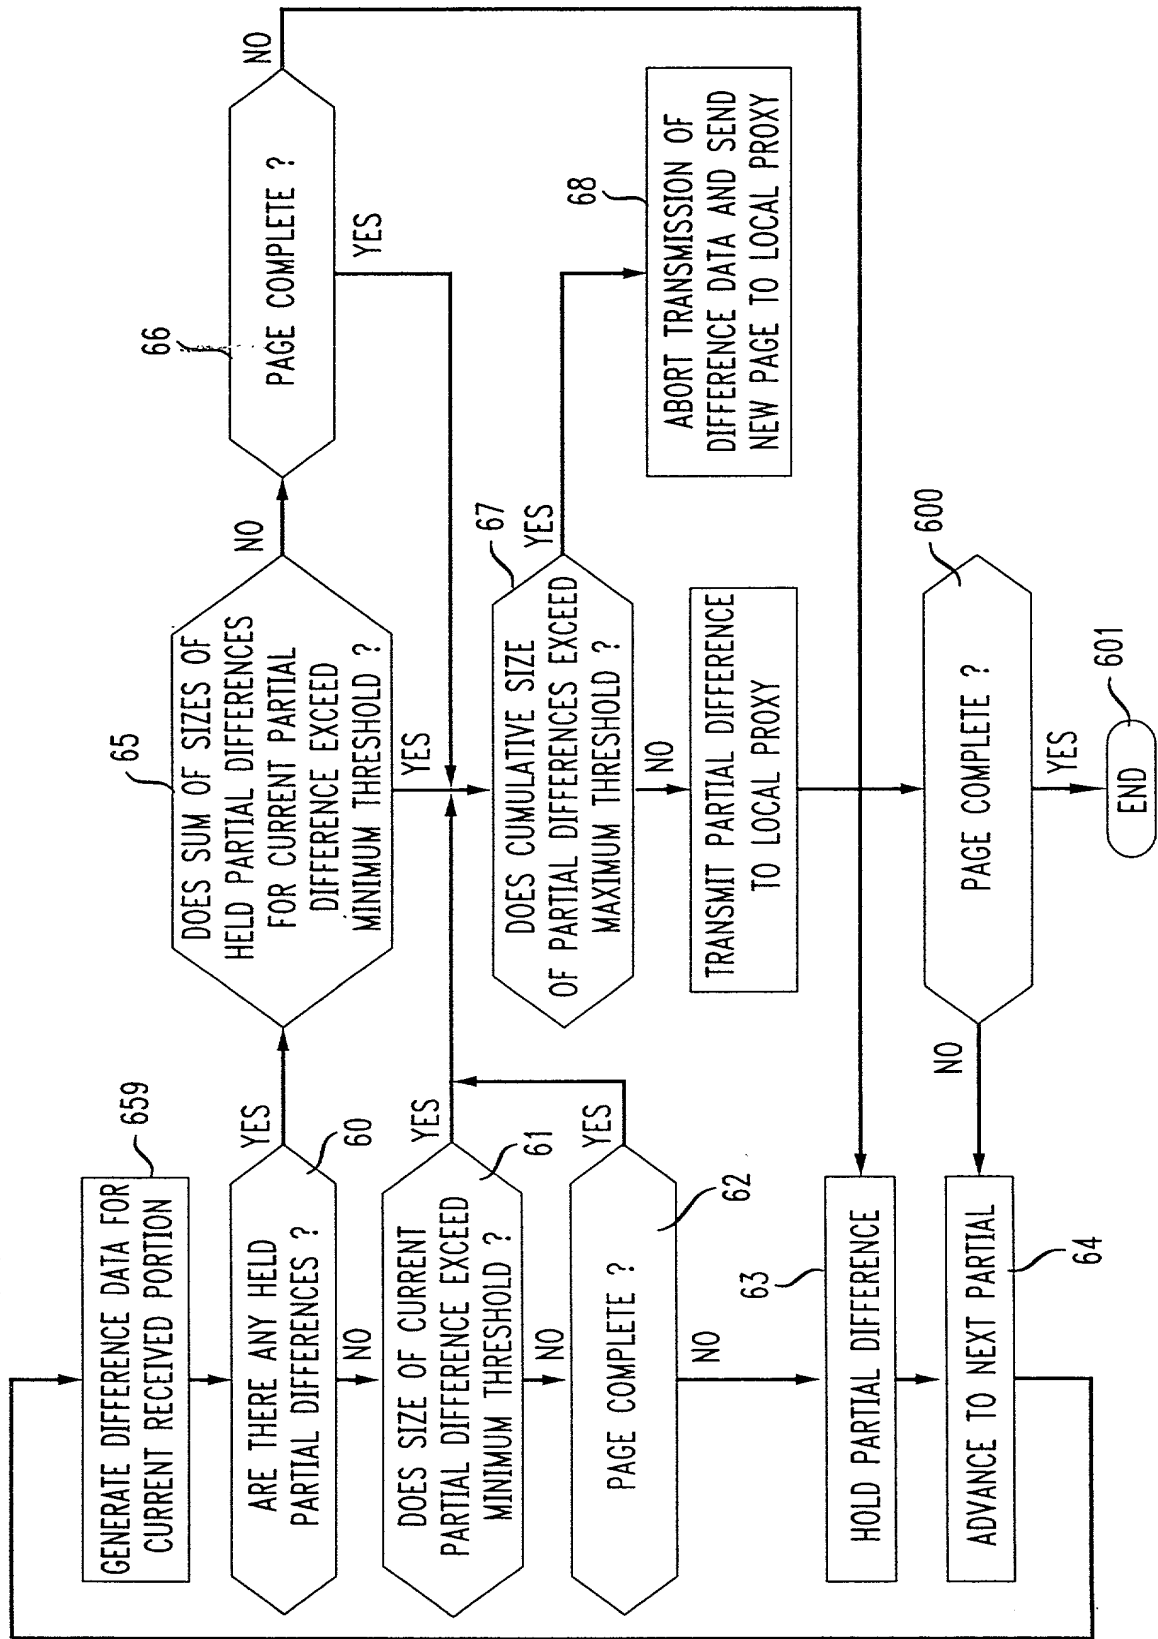 659
GENERATE DIFFERENCE DATA FOR
CURRENT RECEIVED PORTION
60
ARE THERE ANY HELD
PARTIAL DIFFERENCES ?
YES
NO
61
DOES SIZE OF CURRENT
PARTIAL DIFFERENCE EXCEED
MINIMUM THRESHOLD ?
YES
NO
62
PAGE COMPLETE ?
YES
NO
63
HOLD PARTIAL DIFFERENCE
64
ADVANCE TO NEXT PARTIAL
65
DOES SUM OF SIZES OF
HELD PARTIAL DIFFERENCES
FOR CURRENT PARTIAL
DIFFERENCE EXCEED
MINIMUM THRESHOLD ?
NO
YES
66
PAGE COMPLETE ?
NO
YES
67
DOES CUMULATIVE SIZE
OF PARTIAL DIFFERENCES EXCEED
MAXIMUM THRESHOLD ?
YES
NO
68
ABORT TRANSMISSION OF
DIFFERENCE DATA AND SEND
NEW PAGE TO LOCAL PROXY
TRANSMIT PARTIAL DIFFERENCE
TO LOCAL PROXY
600
PAGE COMPLETE ?
NO
YES
601
END